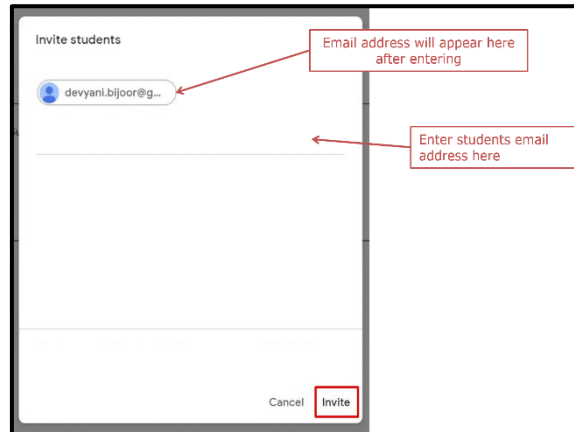 Invite students
Email address will appear here
after entering
devyani.bijoor@g...
Enter students email
address here
Cancel Invite